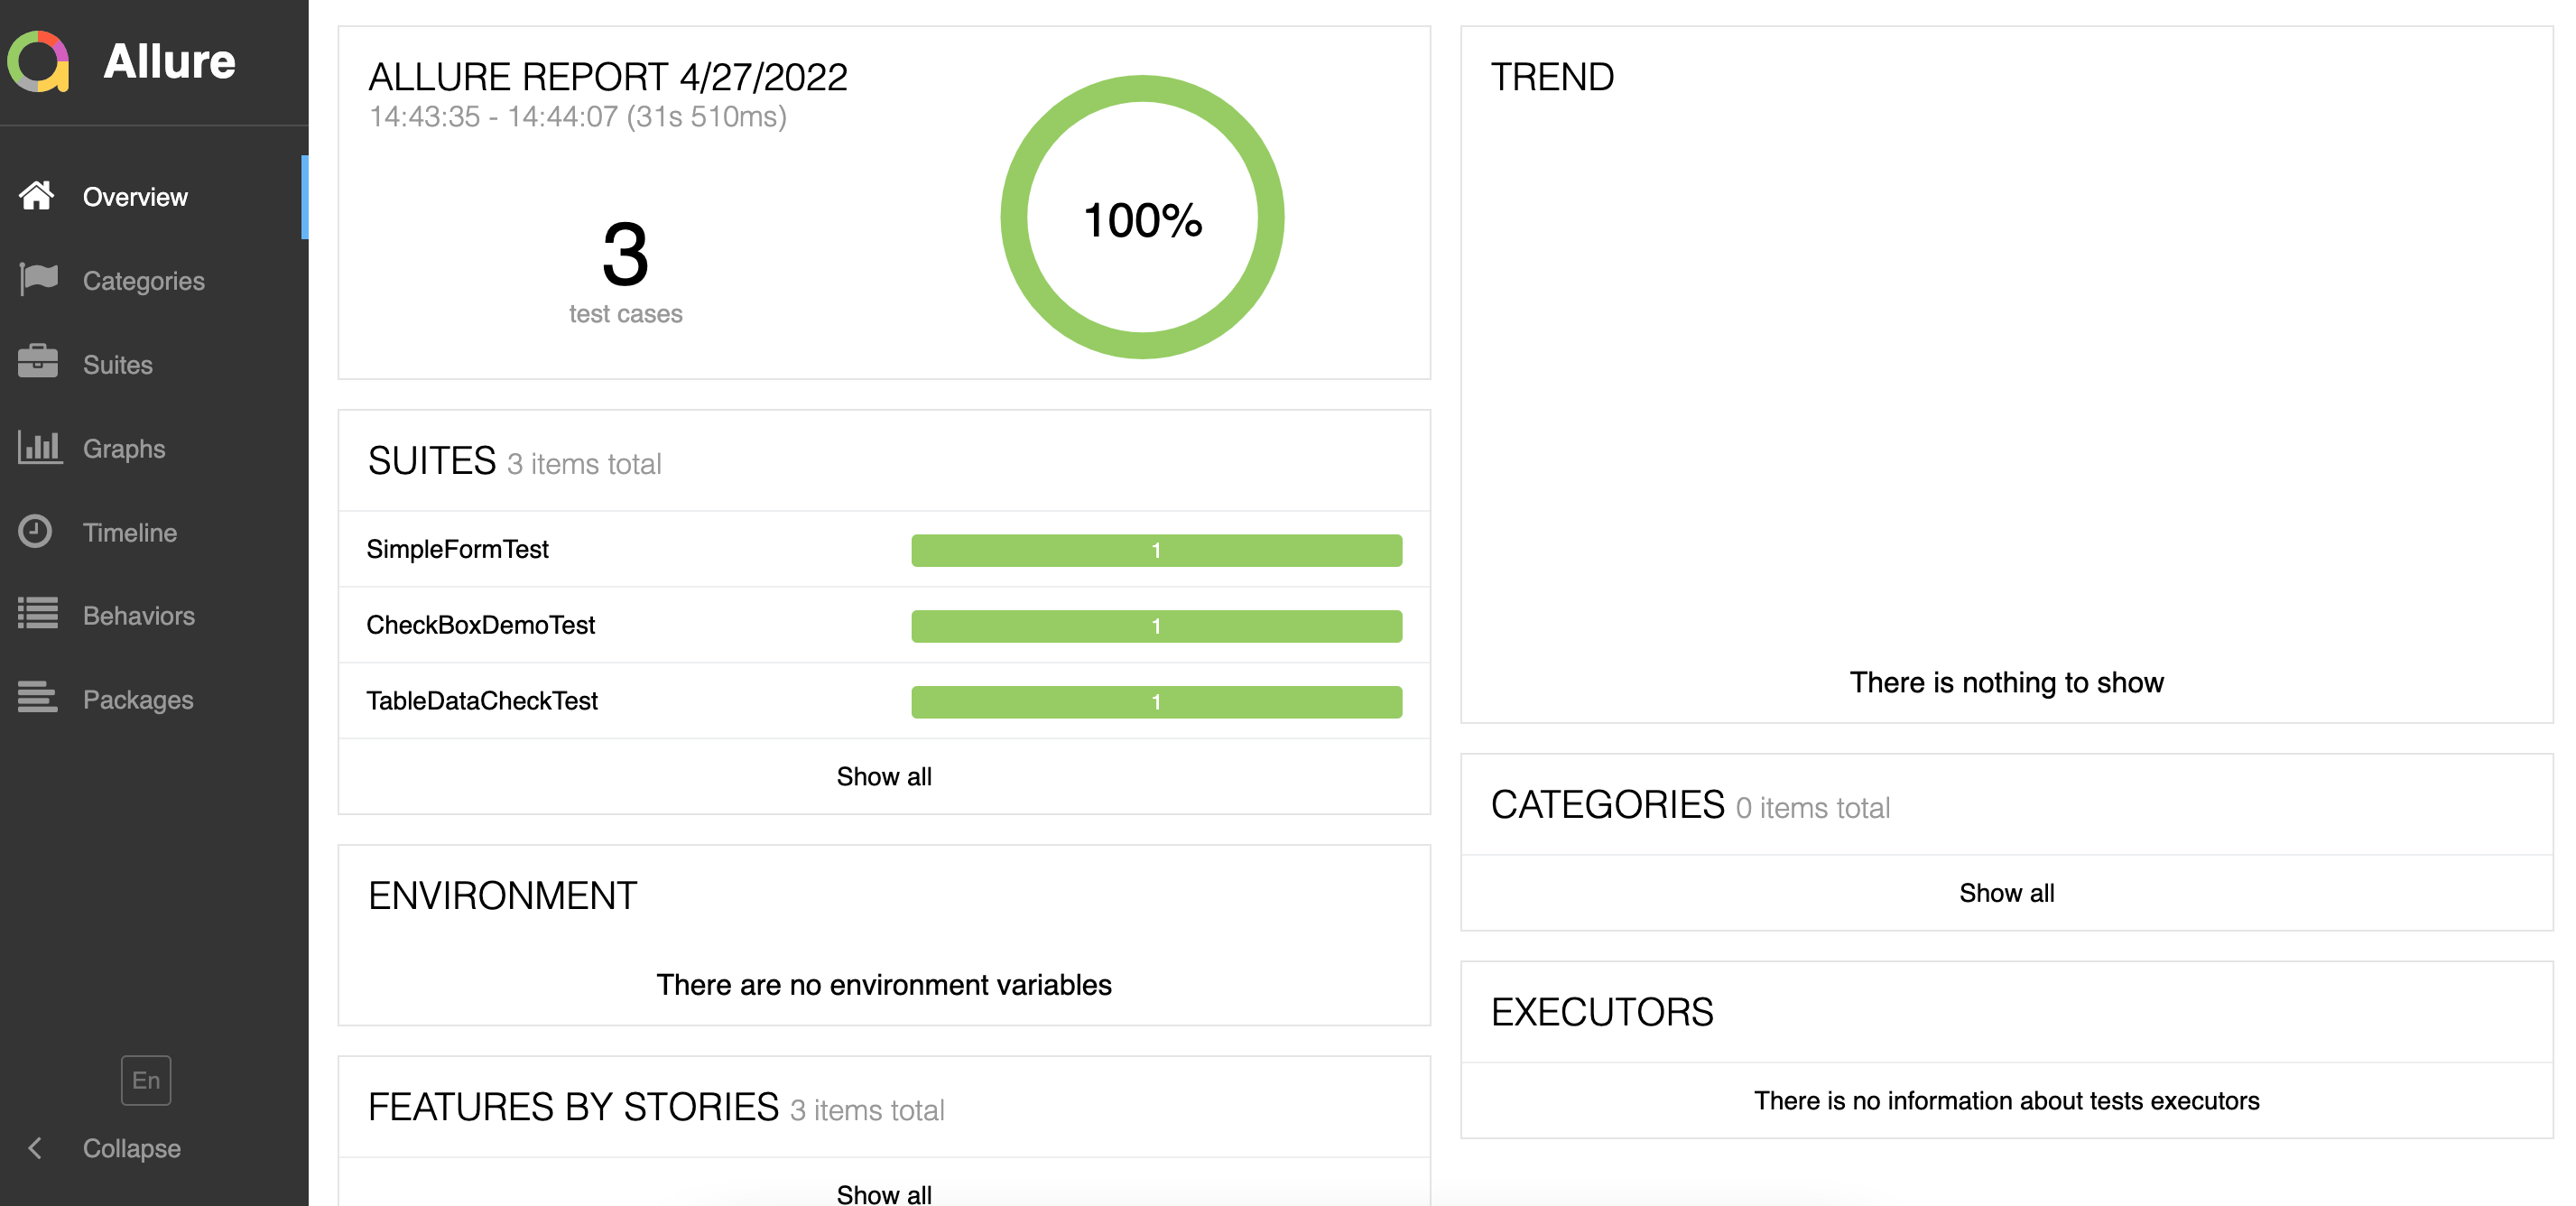 Allure
Overview
Categories
Suites
Graphs
Timeline
Behaviors
Packages
En
Collapse
ALLURE REPORT 4/27/2022
14:43:35 - 14:44:07 (31s 510ms)
3
test cases
100%
SUITES 3 items total
SimpleFormTest 1
CheckBoxDemoTest 1
TableDataCheckTest 1
Show all
ENVIRONMENT
There are no environment variables
FEATURES BY STORIES 3 items total
Show all
TREND
There is nothing to show
CATEGORIES 0 items total
Show all
EXECUTORS
There is no information about tests executors